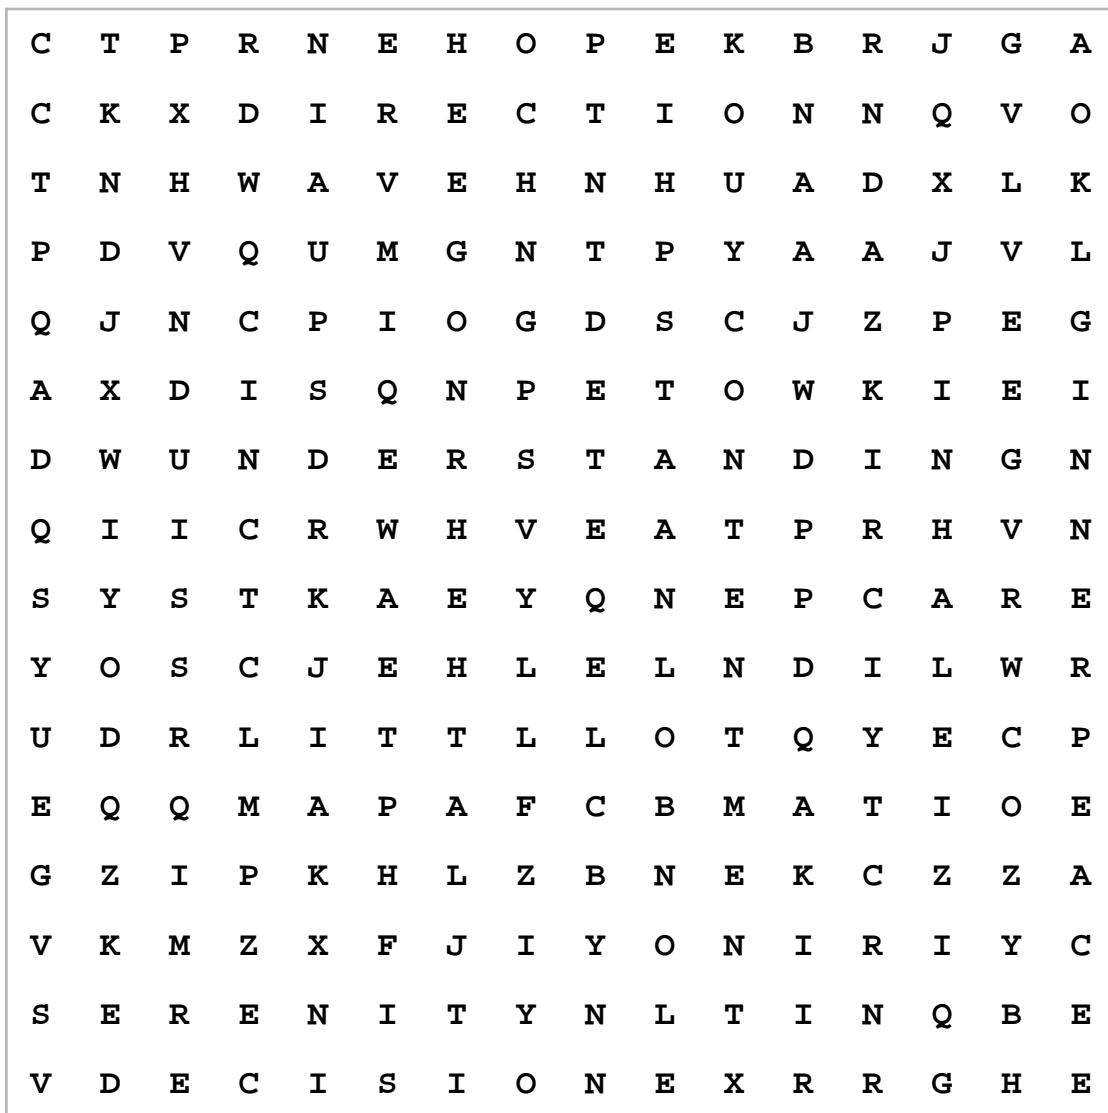 C T P R N E H O P E K B R J G A
C K X D I R E C T I O N N Q V O
T N H W A V E H N H U A D X L K
P D V Q U M G N T P Y A A J V L
Q J N C P I O G D S C J Z P E G
A X D I S Q N P E T O W K I E I
D W U N D E R S T A N D I N G N
Q I I C R W H V E A T P R H V N
S Y S T K A E Y Q N E P C A R E
Y O S C J E H L E L N D I L W R
U D R L I T T L L O T Q Y E C P
E Q Q M A P A F C B M A T I O E
G Z I P K H L Z B N E K C Z Z A
V K M Z X F J I Y O N I R I Y C
S E R E N I T Y N L T I N Q B E
V D E C I S I O N E X R R G H E